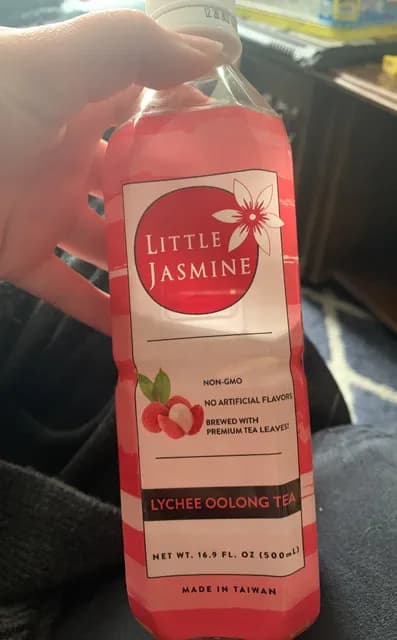 LITTLE
JASMINE
NON-GMO
NO ARTIFICIAL FLAVORS
BREWED WITH
PREMIUM TEA LEAVES!
LYCHEE OOLONG TEA
NET WT. 16.9 FL. OZ (500mL)
MADE IN TAIWAN